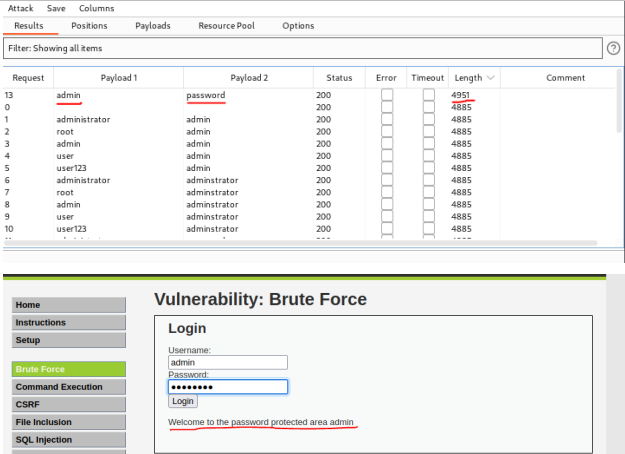 Attack Save Columns
Results Positions Payloads Resource Pool Options
Filter: Showing all items ?
Request Payload 1 Payload 2 Status Error Timeout Length Comment
13 admin password 200 4951
0 200 4885
1 administrator admin 200 4885
2 root admin 200 4885
3 admin admin 200 4885
4 user admin 200 4885
5 user123 admin 200 4885
6 administrator adminstrator 200 4885
7 root adminstrator 200 4885
8 admin adminstrator 200 4885
9 user adminstrator 200 4885
10 user123 adminstrator 200 4885
Vulnerability: Brute Force
Home
Instructions
Setup
Brute Force
Command Execution
CSRF
File Inclusion
SQL Injection
Login
Username:
admin
Password:
••••••••
Login
Welcome to the password protected area admin